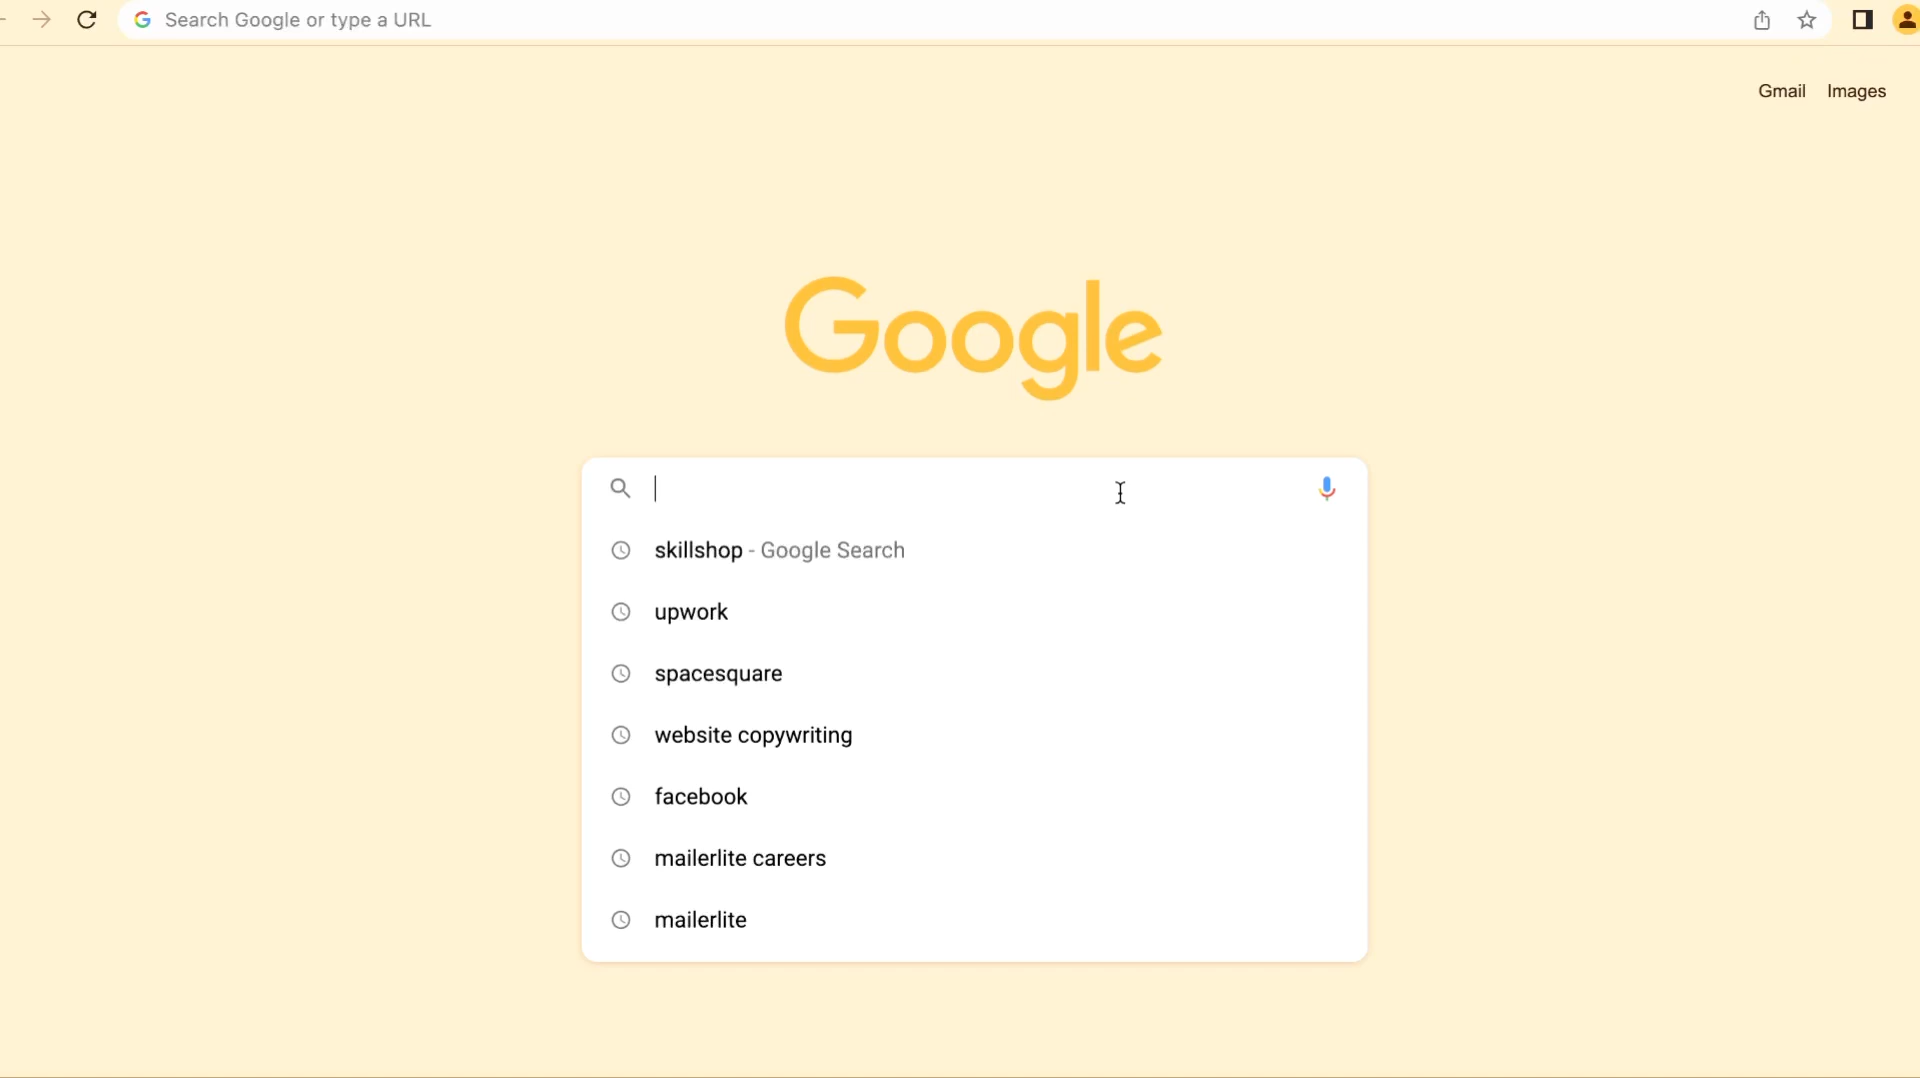 Search Google or type a URL
Gmail Images
Google
skillshop - Google Search
upwork
spacesquare
website copywriting
facebook
mailerlite careers
mailerlite